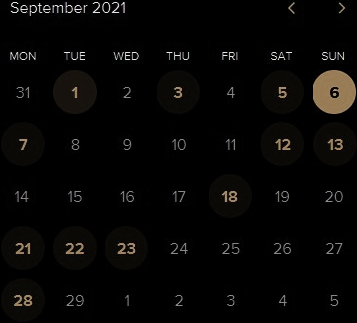 September 2021
MON TUE WED THU FRI SAT SUN
31 1 2 3 4 5 6
7 8 9 10 11 12 13
14 15 16 17 18 19 20
21 22 23 24 25 26 27
28 29 1 2 3 4 5